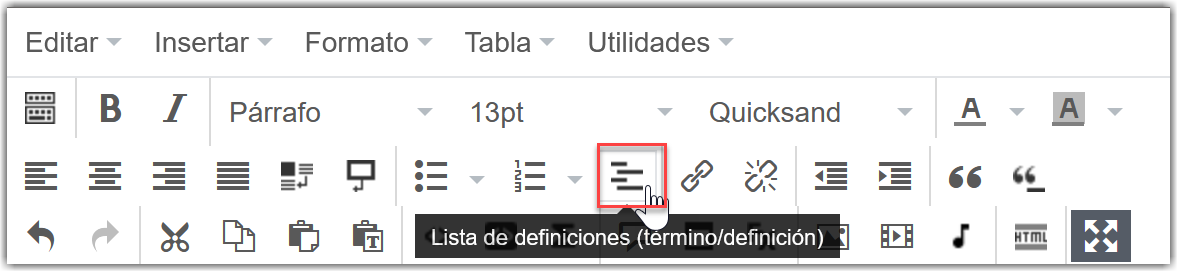 Editar Insertar Formato Tabla Utilidades
B I Párrafo 13pt Quicksand A A
Lista de definiciones (término/definición)
HTML